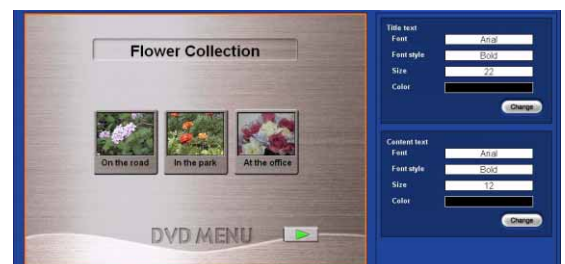 Flower Collection
On the road
In the park
At the office
DVD MENU
Title text
Font Arial
Font style Bold
Size 22
Color
Change
Content text
Font Arial
Font style Bold
Size 12
Color
Change